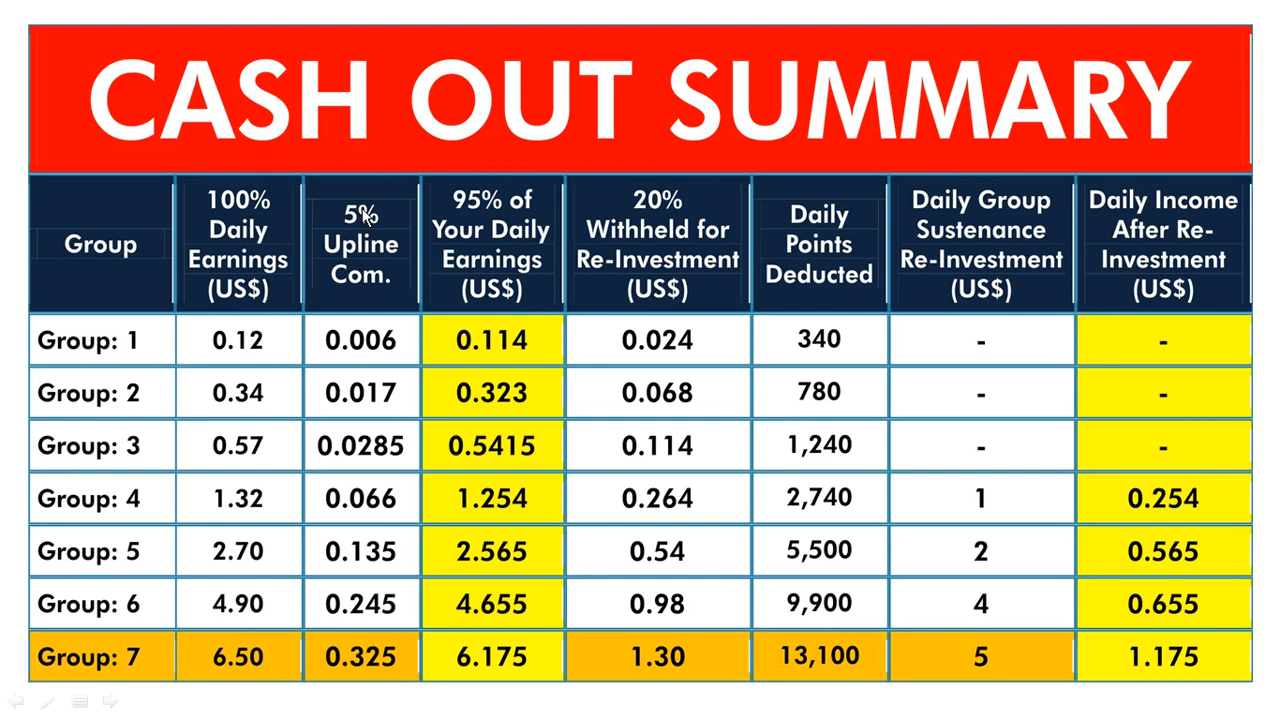 CASH OUT SUMMARY
Group
100%
Daily
Earnings
(US$)
5%
Upline
Com.
95% of
Your Daily
Earnings
(US$)
20%
Withheld for
Re-Investment
(US$)
Daily
Points
Deducted
Daily Group
Sustenance
Re-Investment
(US$)
Daily Income
After Re-
Investment
(US$)
Group: 1 0.12 0.006 0.114 0.024 340 - -
Group: 2 0.34 0.017 0.323 0.068 780 - -
Group: 3 0.57 0.0285 0.5415 0.114 1,240 - -
Group: 4 1.32 0.066 1.254 0.264 2,740 1 0.254
Group: 5 2.70 0.135 2.565 0.54 5,500 2 0.565
Group: 6 4.90 0.245 4.655 0.98 9,900 4 0.655
Group: 7 6.50 0.325 6.175 1.30 13,100 5 1.175